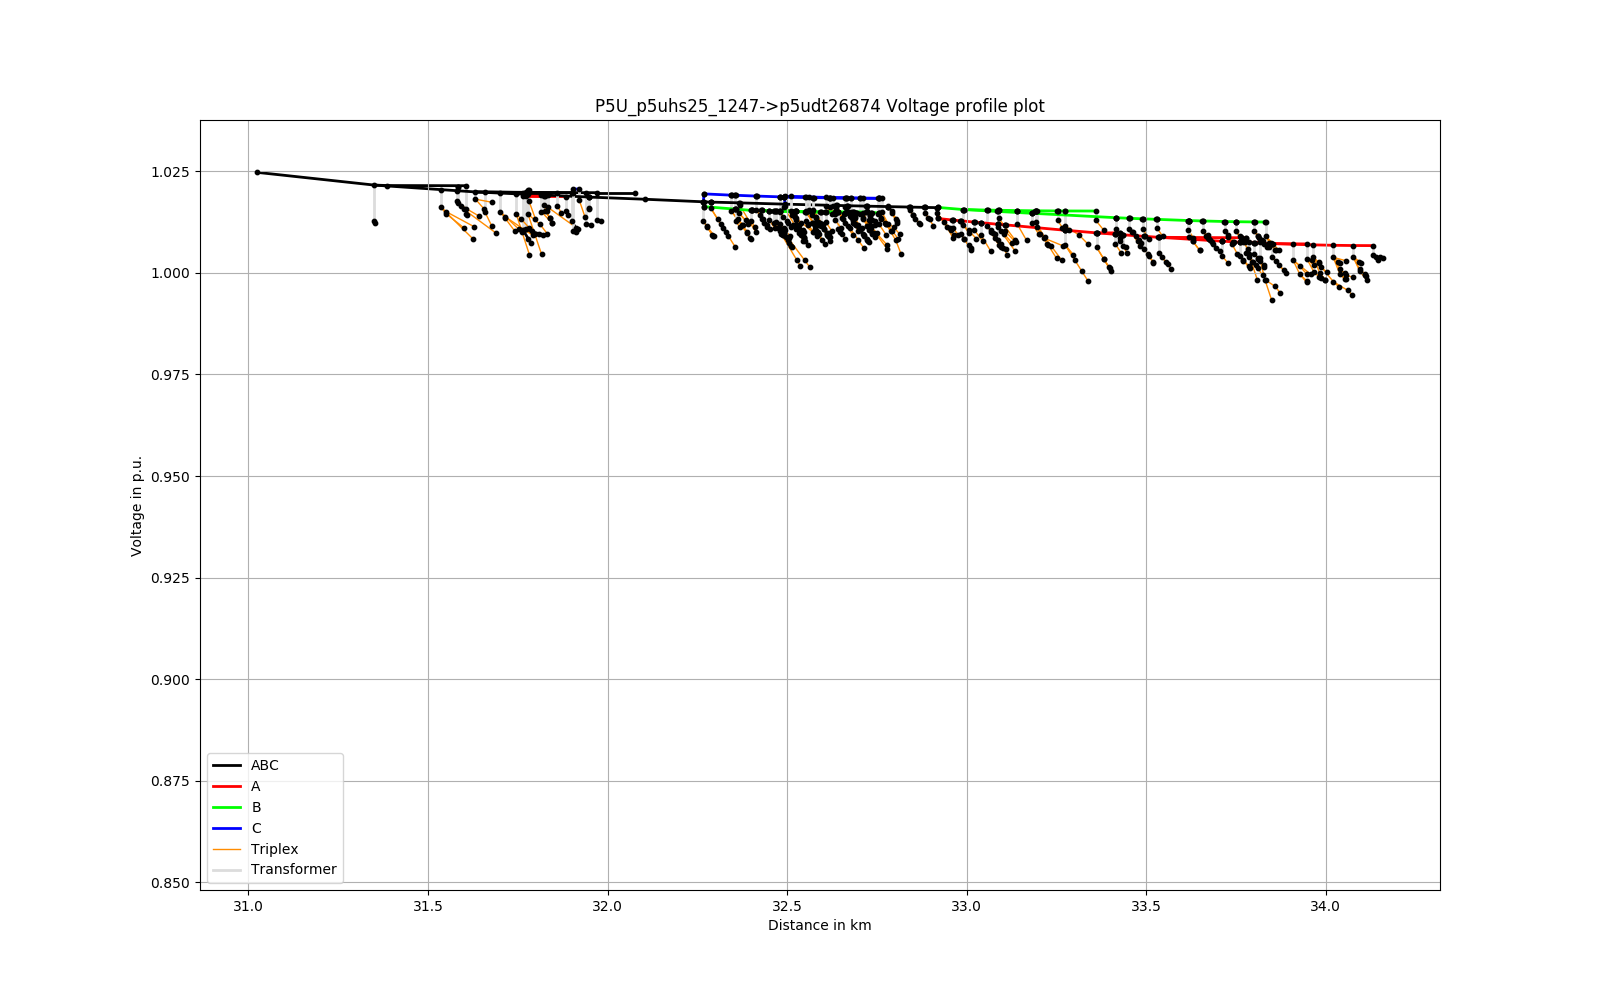 P5U_p5uhs25_1247->p5udt26874 Voltage profile plot
1.025
1.000
0.975
0.950
0.925
0.900
0.875
0.850
Voltage in p.u.
ABC
A
B
C
Triplex
Transformer
31.0 31.5 32.0 32.5 33.0 33.5 34.0
Distance in km